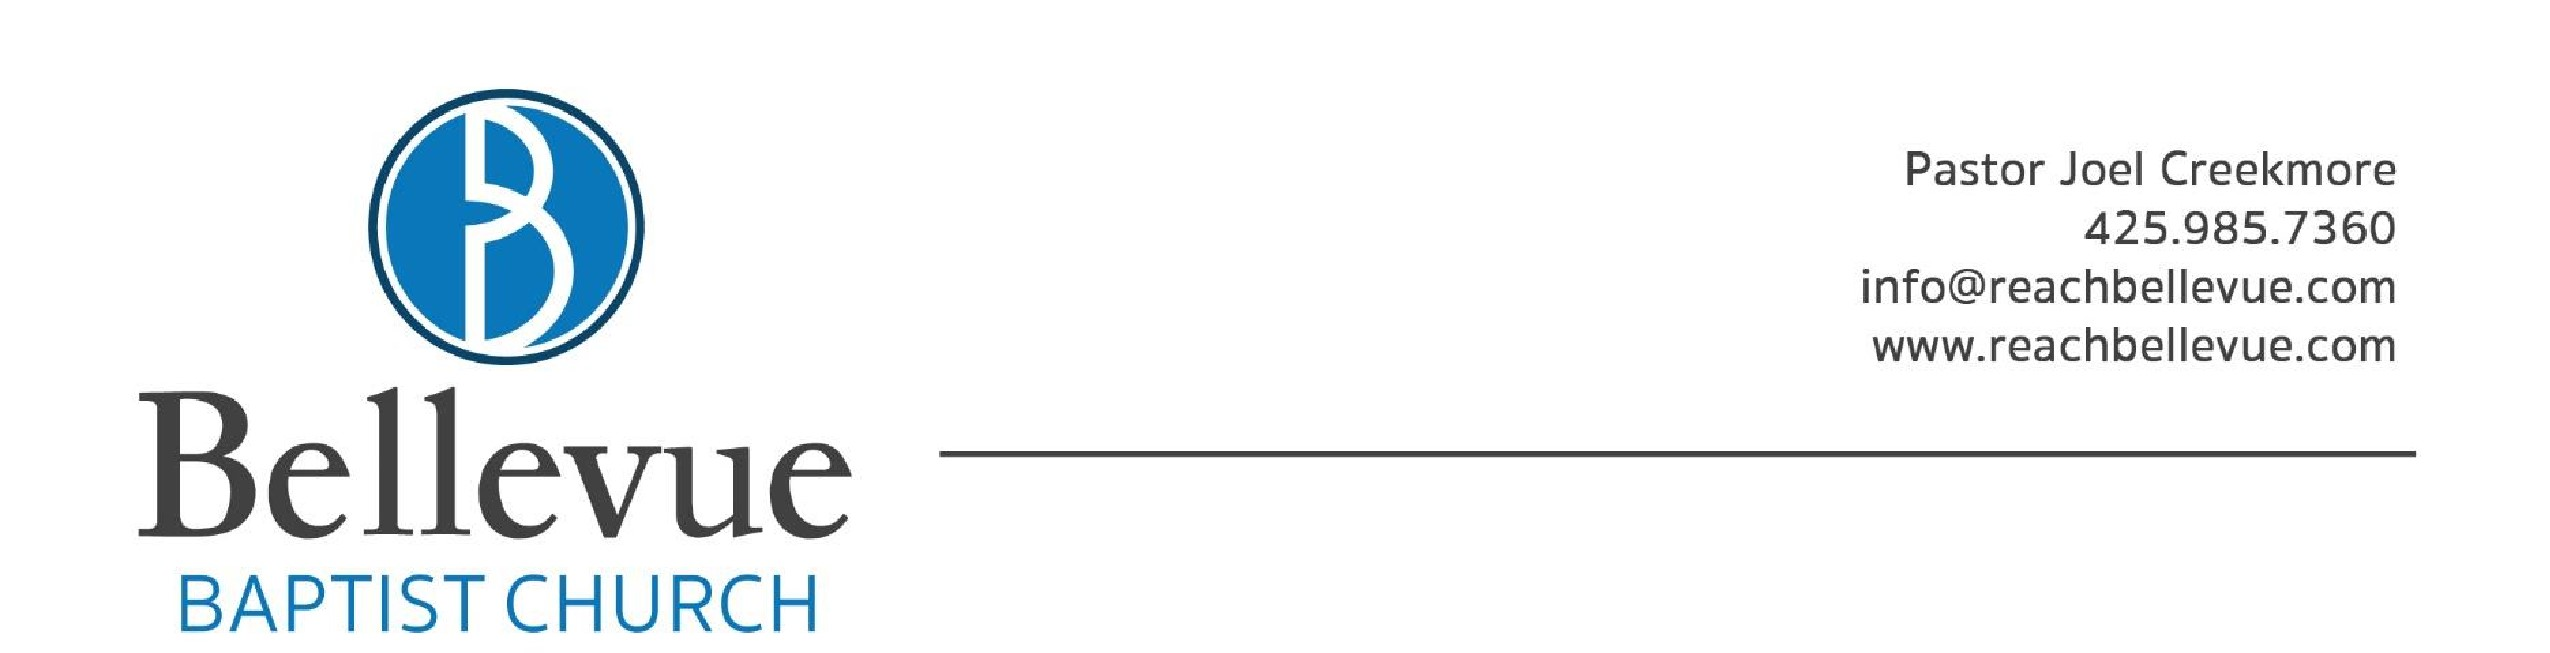 Bellevue
BAPTIST CHURCH
Pastor Joel Creekmore
425.985.7360
info@reachbellevue.com
www.reachbellevue.com